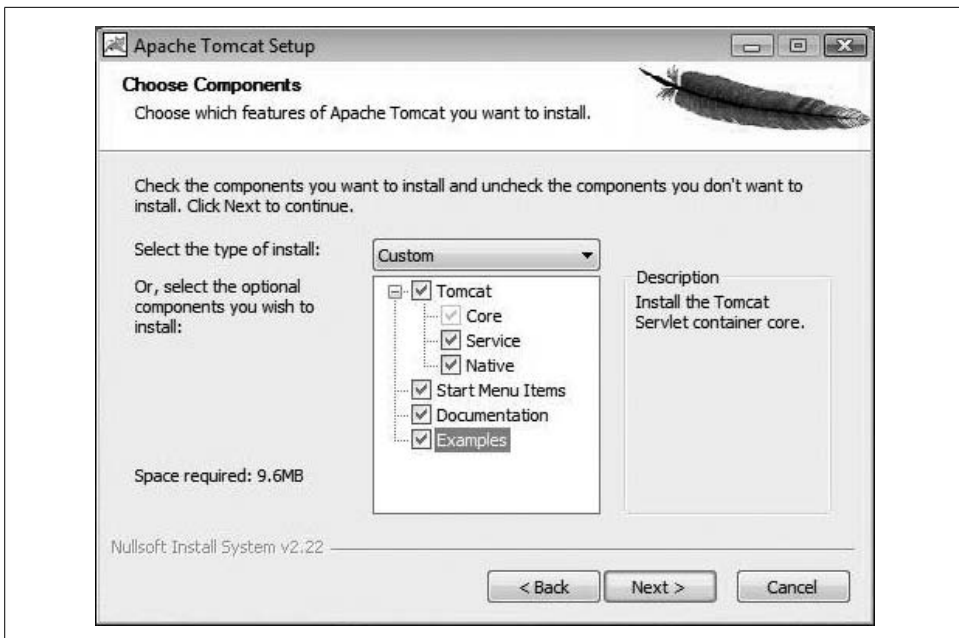 Apache Tomcat Setup
Choose Components
Choose which features of Apache Tomcat you want to install.
Check the components you want to install and uncheck the components you don't want to
install. Click Next to continue.
Select the type of install:
Custom
Or, select the optional
components you wish to
install:
Tomcat
Core
Service
Native
Start Menu Items
Documentation
Examples
Description
Install the Tomcat
Servlet container core.
Space required: 9.6MB
Nullsoft Install System v2.22
< Back
Next >
Cancel